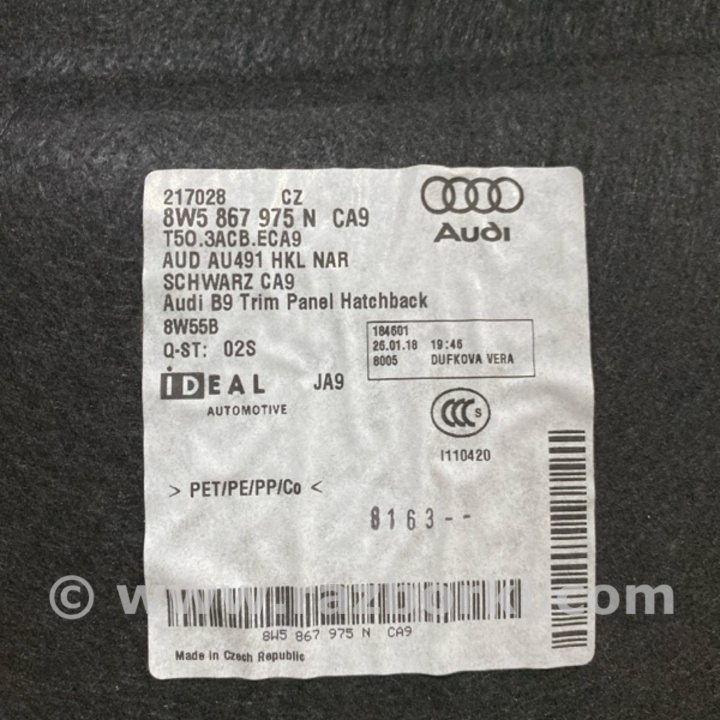 217028 CZ
8W5 867 975 N CA9
T50.3ACB.ECA9
AUD AU491 HKL NAR
SCHWARZ CA9
Audi B9 Trim Panel Hatchback
8W55B
Q-ST: 02S
Audi
184601
26.01.18 19:46
8005 DUFKOVA VERA
IDEAL JA9
AUTOMOTIVE
CCC S
I110420
> PET/PE/PP/Co <
8163--
8W5 867 975 N CA9
Made in Czech Republic